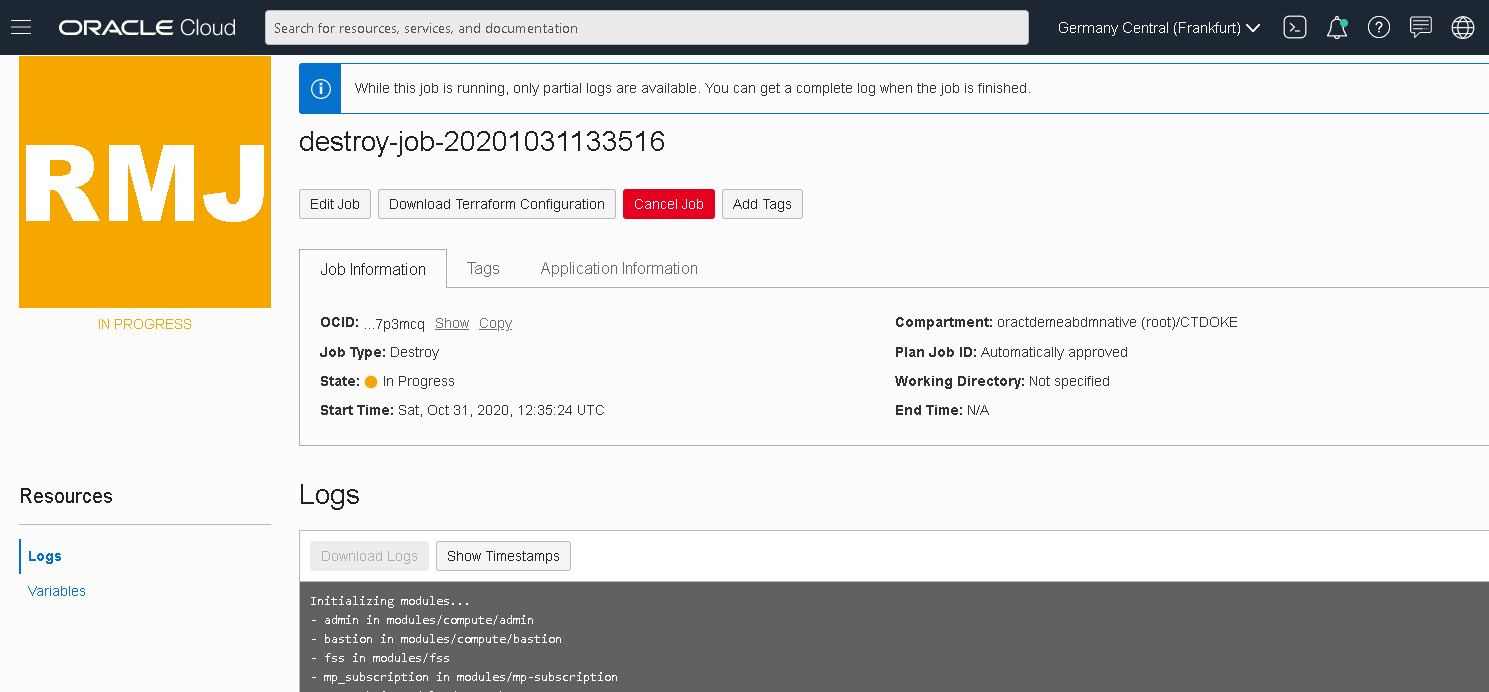 ORACLE Cloud
Search for resources, services, and documentation
Germany Central (Frankfurt)
While this job is running, only partial logs are available. You can get a complete log when the job is finished.
RMJ
IN PROGRESS
destroy-job-20201031133516
Edit Job Download Terraform Configuration Cancel Job Add Tags
Job Information Tags Application Information
OCID: ...7p3mcq Show Copy
Job Type: Destroy
State: In Progress
Start Time: Sat, Oct 31, 2020, 12:35:24 UTC
Compartment: oractdemeabdmnative (root)/CTDOKE
Plan Job ID: Automatically approved
Working Directory: Not specified
End Time: N/A
Resources
Logs
Variables
Logs
Download Logs Show Timestamps
Initializing modules...
- admin in modules/compute/admin
- bastion in modules/compute/bastion
- fss in modules/fss
- mp_subscription in modules/mp-subscription